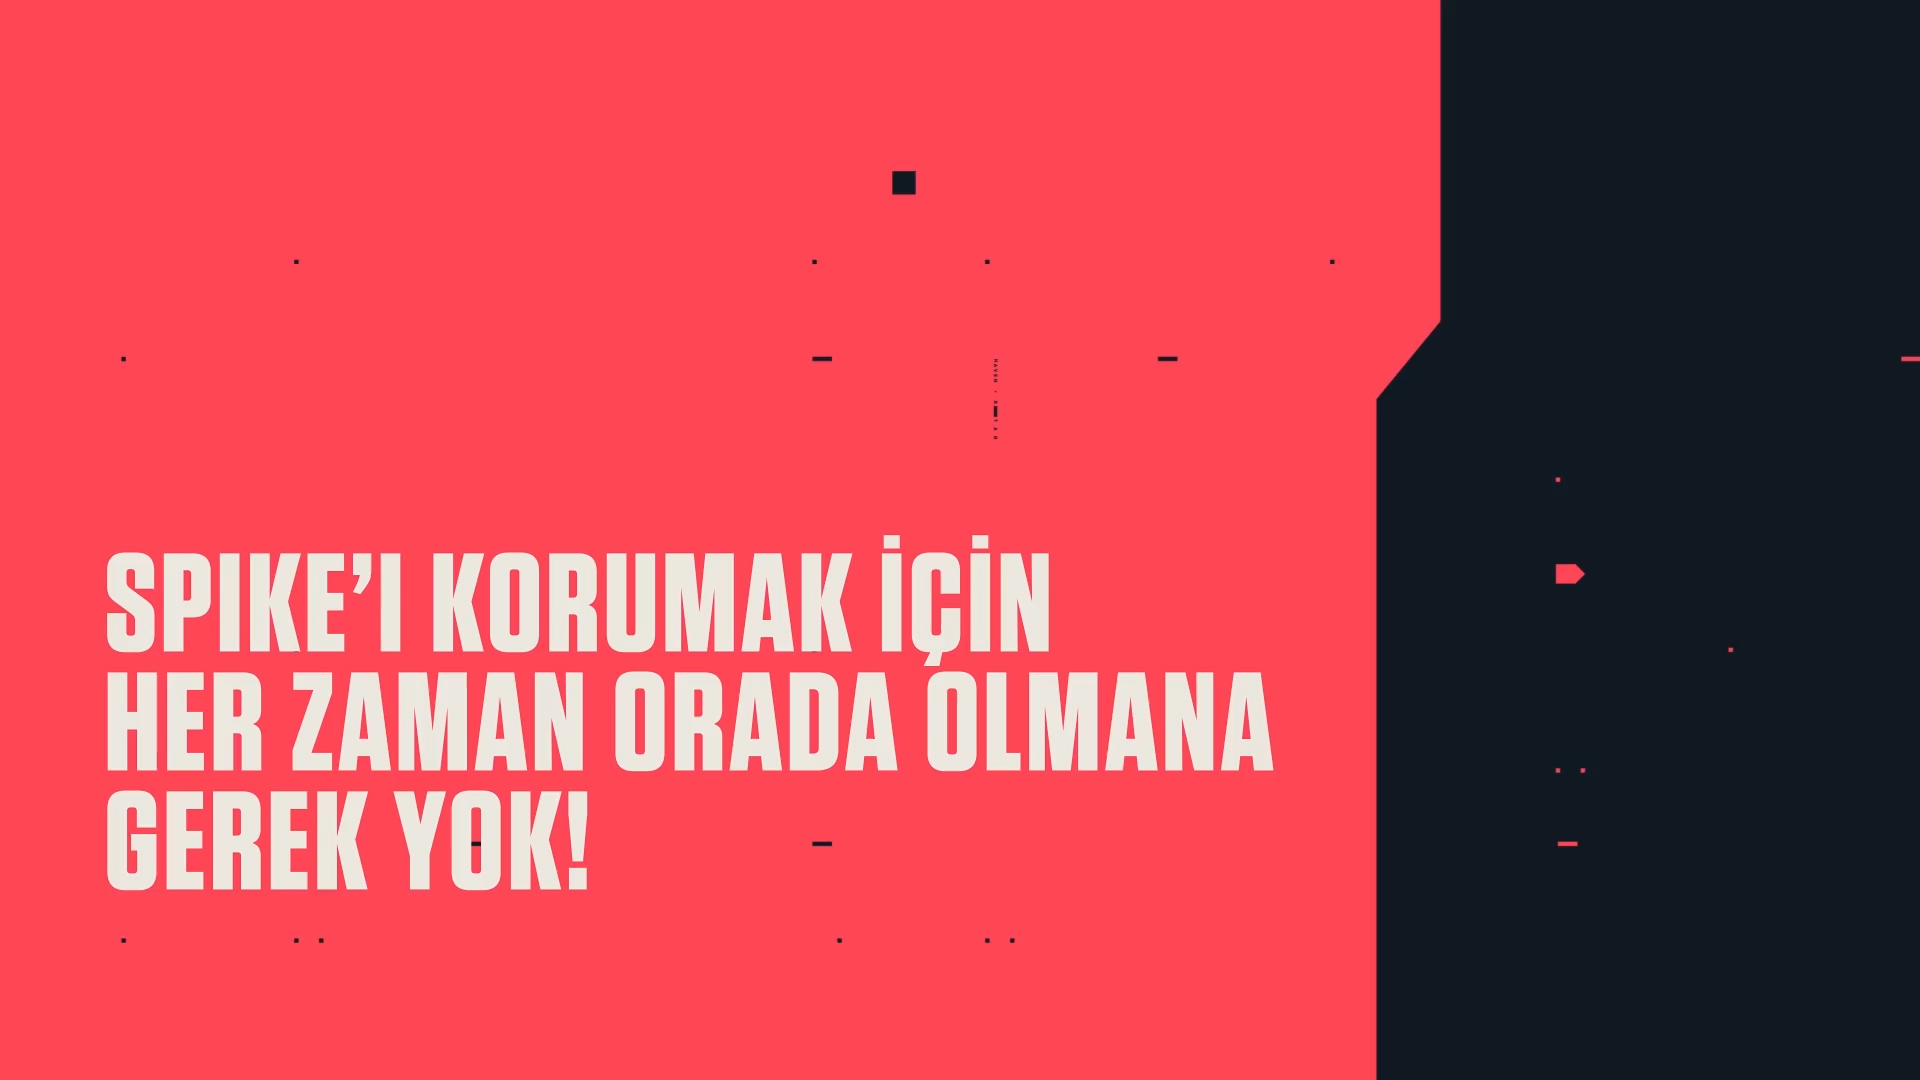 SPIKE’I KORUMAK İÇİN
HER ZAMAN ORADA OLMANA
GEREK YOK!